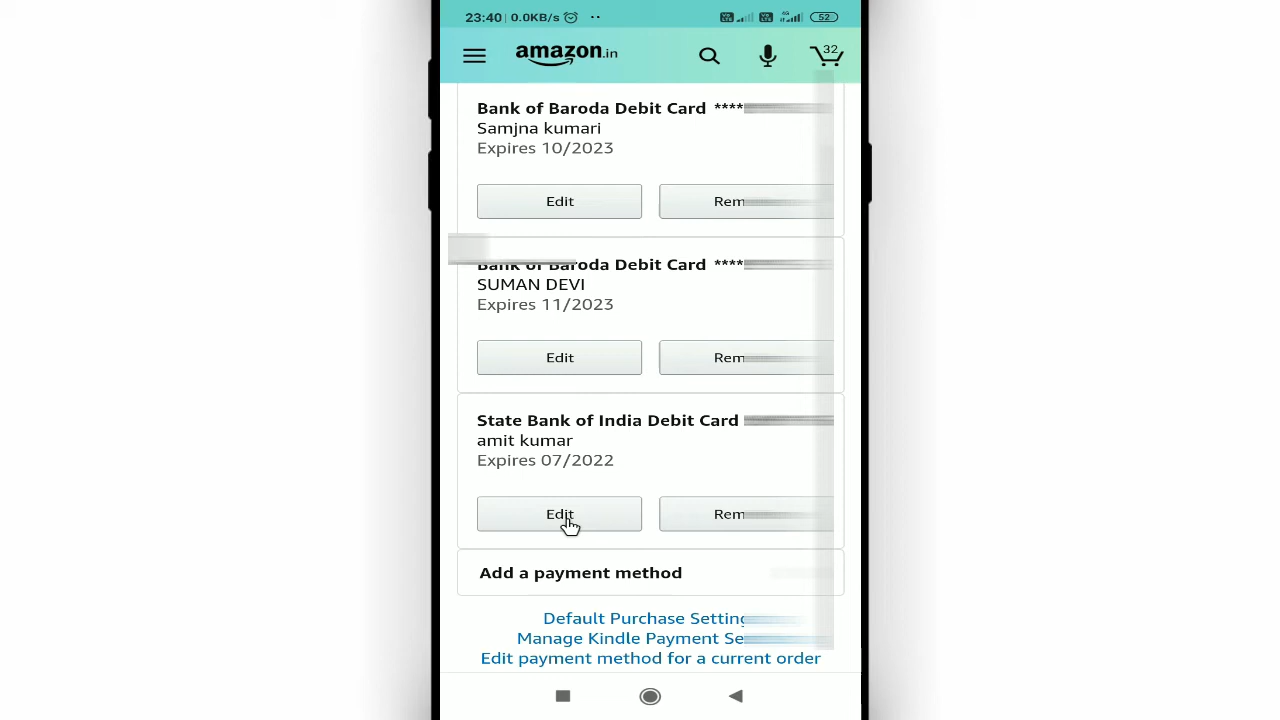 23:40 0.0KB/s 52
amazon.in
32
Bank of Baroda Debit Card ****
Samjna kumari
Expires 10/2023
Edit Rem
Bank of Baroda Debit Card ****
SUMAN DEVI
Expires 11/2023
Edit Rem
State Bank of India Debit Card
amit kumar
Expires 07/2022
Edit Rem
Add a payment method
Default Purchase Setting
Manage Kindle Payment Se
Edit payment method for a current order